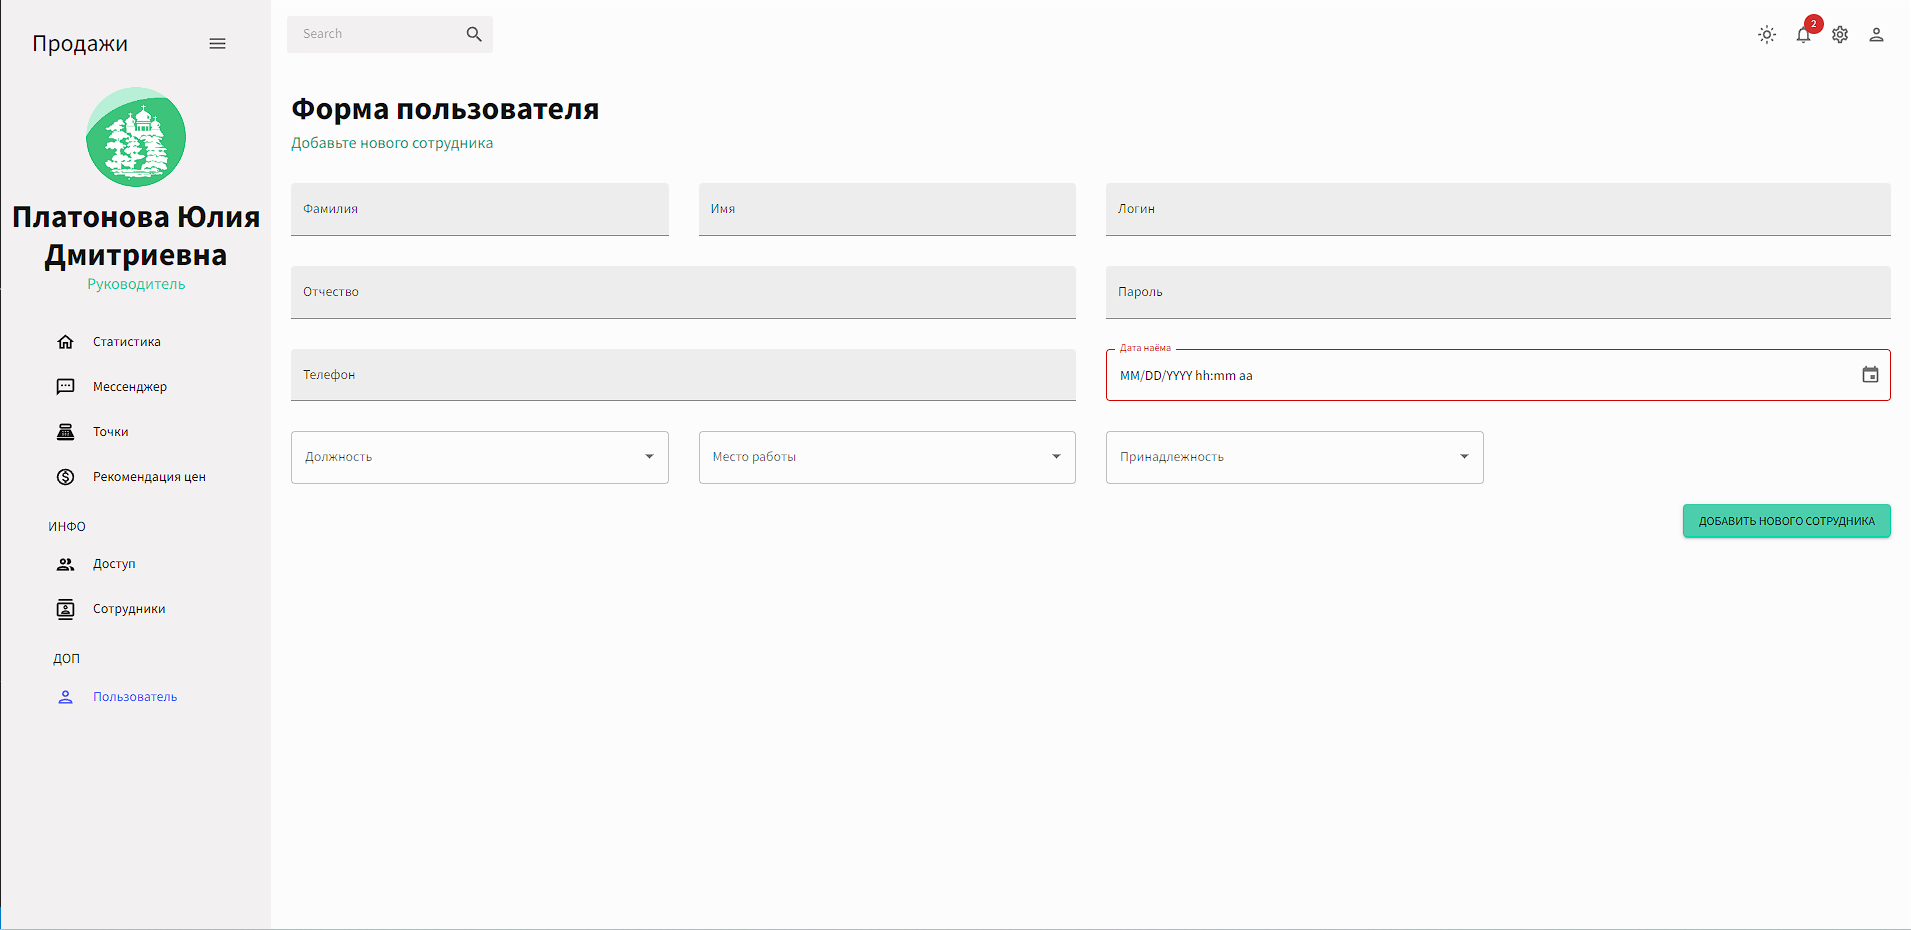 Продажи
Платонова Юлия
Дмитриевна
Руководитель
Статистика
Мессенджер
Точки
Рекомендация цен
ИНФО
Доступ
Сотрудники
ДОП
Пользователь
Search
2
Форма пользователя
Добавьте нового сотрудника
Фамилия
Имя
Логин
Отчество
Пароль
Телефон
Дата наёма
MM/DD/YYYY hh:mm aa
Должность
Место работы
Принадлежность
ДОБАВИТЬ НОВОГО СОТРУДНИКА